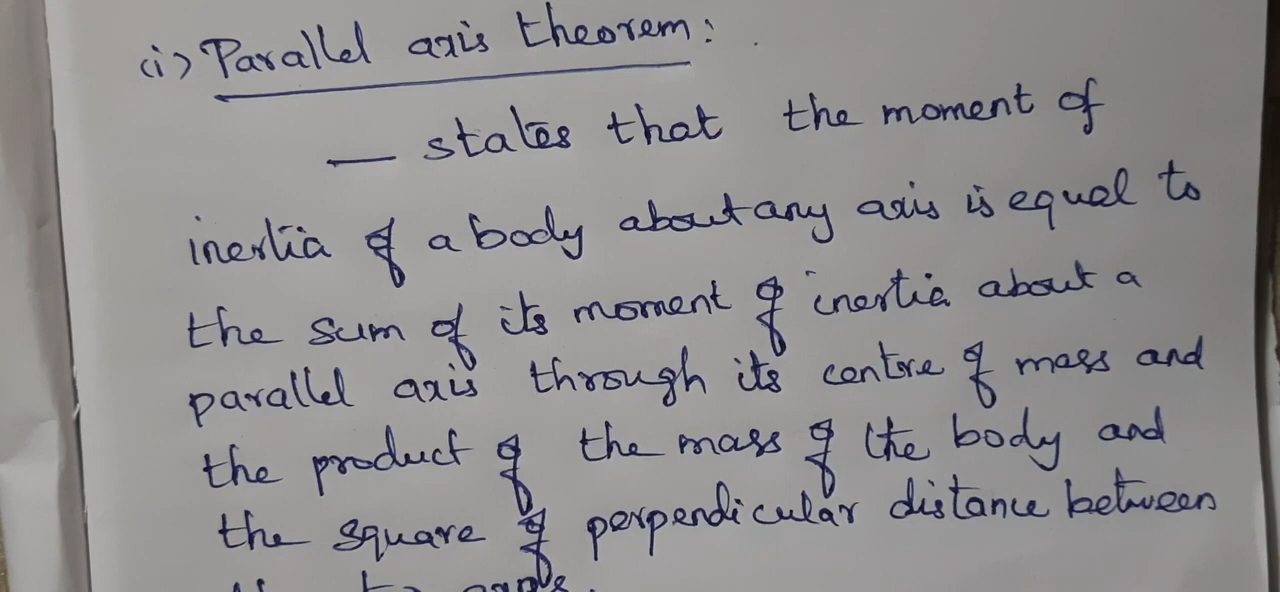 (i) Parallel axis theorem:
— states that the moment of
inertia of a body about any axis is equal to
the sum of its moment of inertia about a
parallel axis through its centre of mass and
the product of the mass of the body and
the square of perpendicular distance between